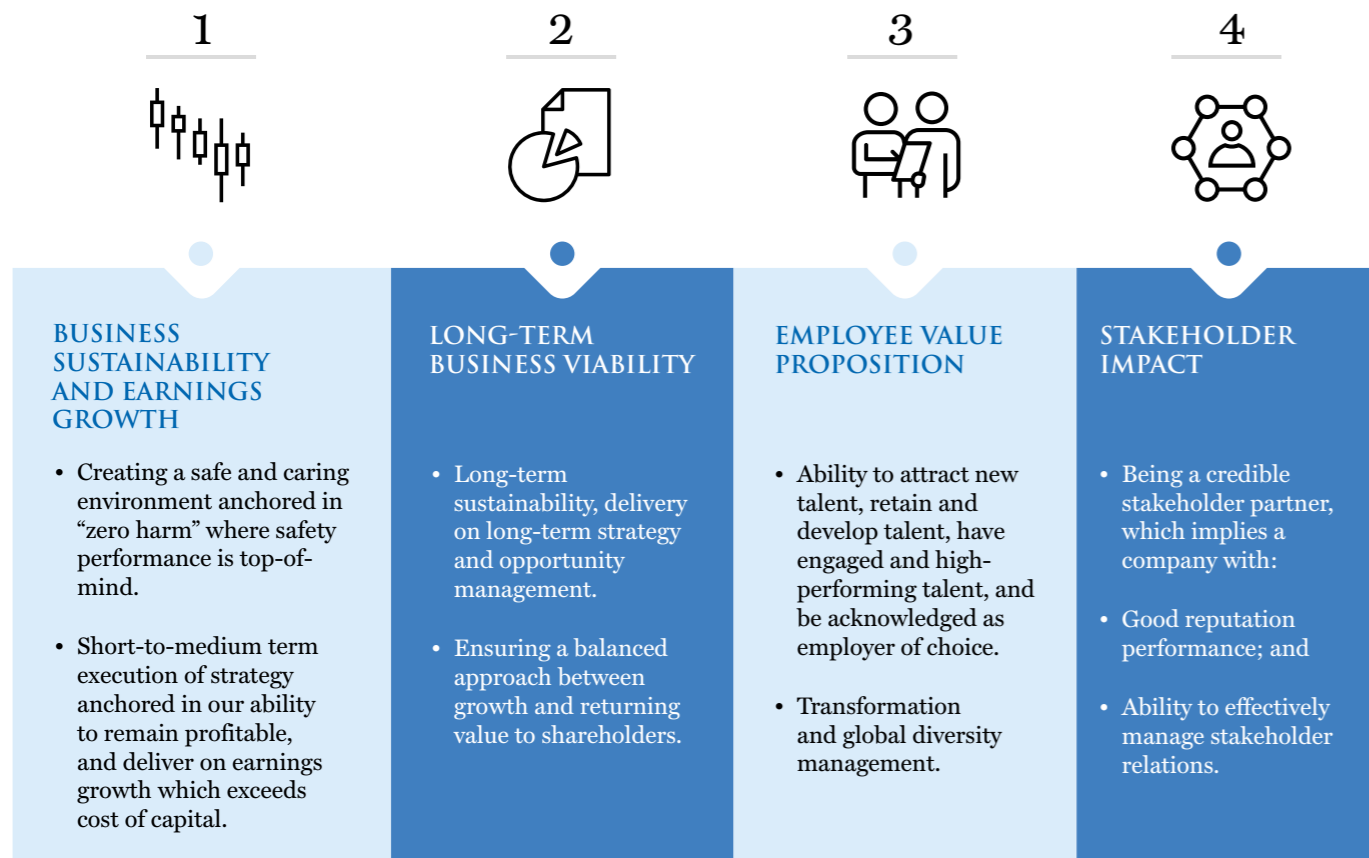 1
2
3
4
BUSINESS
SUSTAINABILITY
AND EARNINGS
GROWTH
• Creating a safe and caring
environment anchored in
“zero harm” where safety
performance is top-of-
mind.
• Short-to-medium term
execution of strategy
anchored in our ability
to remain profitable,
and deliver on earnings
growth which exceeds
cost of capital.
LONG-TERM
BUSINESS VIABILITY
• Long-term
sustainability, delivery
on long-term strategy
and opportunity
management.
• Ensuring a balanced
approach between
growth and returning
value to shareholders.
EMPLOYEE VALUE
PROPOSITION
• Ability to attract new
talent, retain and
develop talent, have
engaged and high-
performing talent, and
be acknowledged as
employer of choice.
• Transformation
and global diversity
management.
STAKEHOLDER
IMPACT
• Being a credible
stakeholder partner,
which implies a
company with:
• Good reputation
performance; and
• Ability to effectively
manage stakeholder
relations.